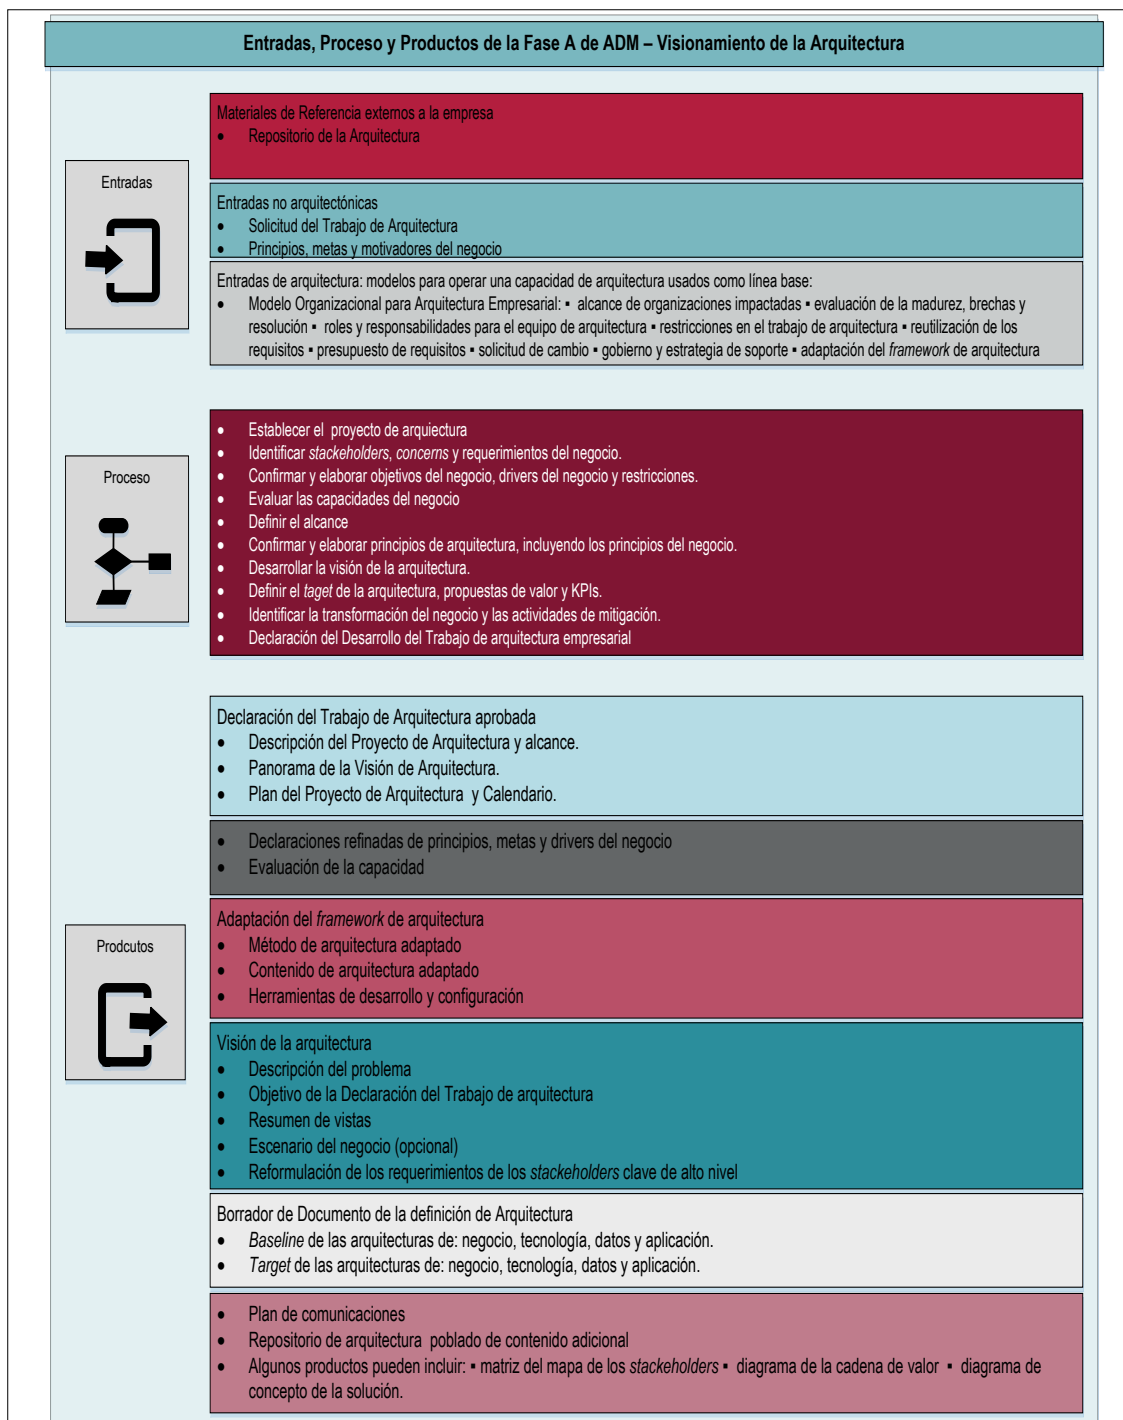 Entradas, Proceso y Productos de la Fase A de ADM – Visionamiento de la Arquitectura
Entradas
Materiales de Referencia externos a la empresa
• Repositorio de la Arquitectura
Entradas no arquitectónicas
• Solicitud del Trabajo de Arquitectura
• Principios, metas y motivadores del negocio
Entradas de arquitectura: modelos para operar una capacidad de arquitectura usados como línea base:
• Modelo Organizacional para Arquitectura Empresarial: ▪ alcance de organizaciones impactadas ▪ evaluación de la madurez, brechas y
resolución ▪ roles y responsabilidades para el equipo de arquitectura ▪ restricciones en el trabajo de arquitectura ▪ reutilización de los
requisitos ▪ presupuesto de requisitos ▪ solicitud de cambio ▪ gobierno y estrategia de soporte ▪ adaptación del framework de arquitectura
Proceso
• Establecer el proyecto de arquiectura
• Identificar stackeholders, concerns y requerimientos del negocio.
• Confirmar y elaborar objetivos del negocio, drivers del negocio y restricciones.
• Evaluar las capacidades del negocio
• Definir el alcance
• Confirmar y elaborar principios de arquitectura, incluyendo los principios del negocio.
• Desarrollar la visión de la arquitectura.
• Definir el taget de la arquitectura, propuestas de valor y KPIs.
• Identificar la transformación del negocio y las actividades de mitigación.
• Declaración del Desarrollo del Trabajo de arquitectura empresarial
Prodcutos
Declaración del Trabajo de Arquitectura aprobada
• Descripción del Proyecto de Arquitectura y alcance.
• Panorama de la Visión de Arquitectura.
• Plan del Proyecto de Arquitectura y Calendario.
• Declaraciones refinadas de principios, metas y drivers del negocio
• Evaluación de la capacidad
Adaptación del framework de arquitectura
• Método de arquitectura adaptado
• Contenido de arquitectura adaptado
• Herramientas de desarrollo y configuración
Visión de la arquitectura
• Descripción del problema
• Objetivo de la Declaración del Trabajo de arquitectura
• Resumen de vistas
• Escenario del negocio (opcional)
• Reformulación de los requerimientos de los stackeholders clave de alto nivel
Borrador de Documento de la definición de Arquitectura
• Baseline de las arquitecturas de: negocio, tecnología, datos y aplicación.
• Target de las arquitecturas de: negocio, tecnología, datos y aplicación.
• Plan de comunicaciones
• Repositorio de arquitectura poblado de contenido adicional
• Algunos productos pueden incluir: ▪ matriz del mapa de los stackeholders ▪ diagrama de la cadena de valor ▪ diagrama de
concepto de la solución.